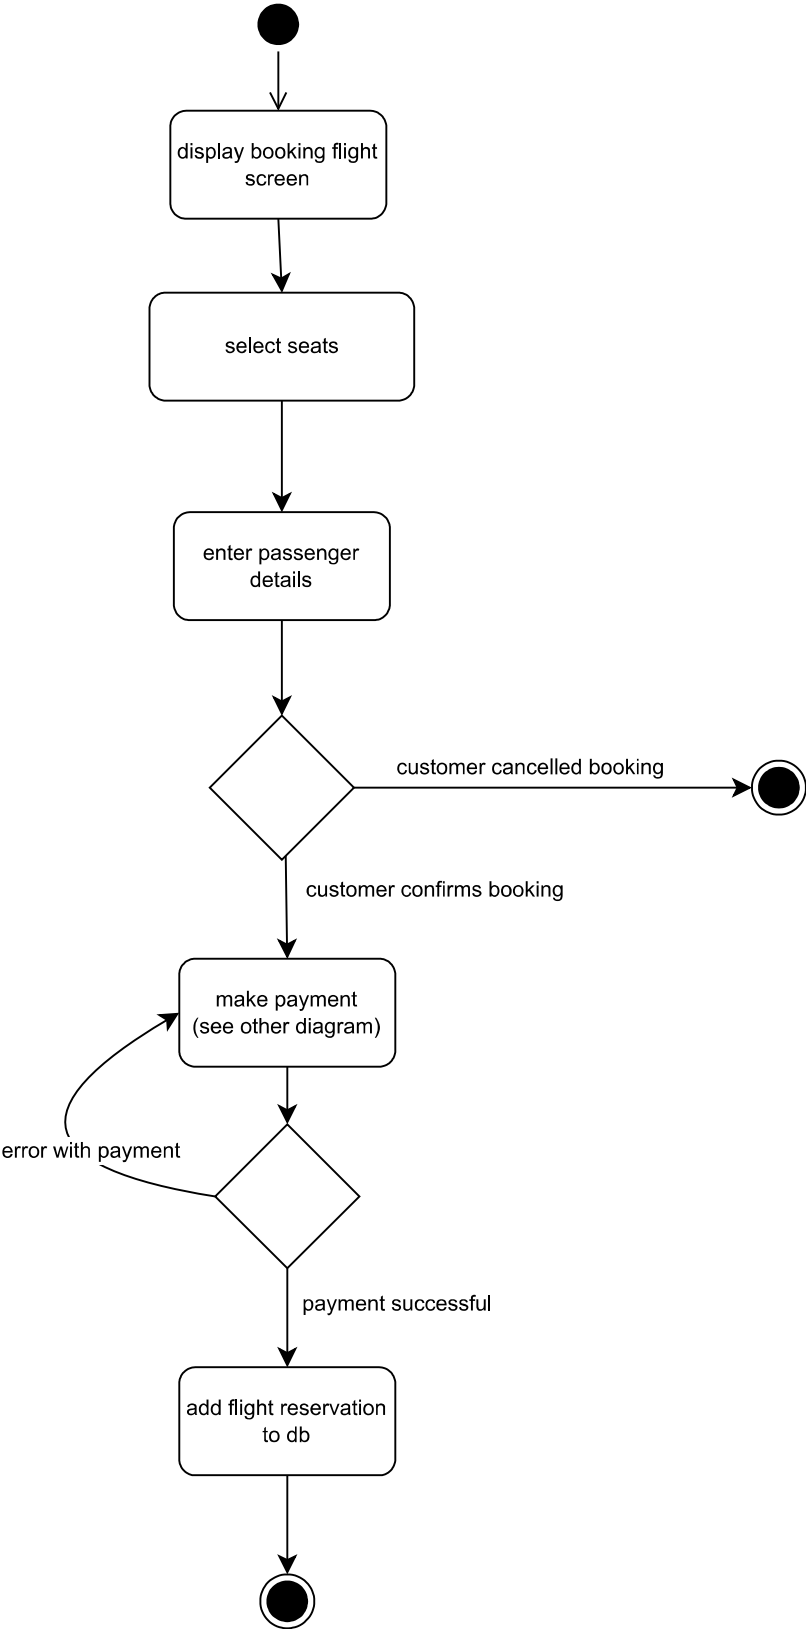 display booking flight
screen
select seats
enter passenger
details
customer cancelled booking
customer confirms booking
make payment
(see other diagram)
error with payment
payment successful
add flight reservation
to db